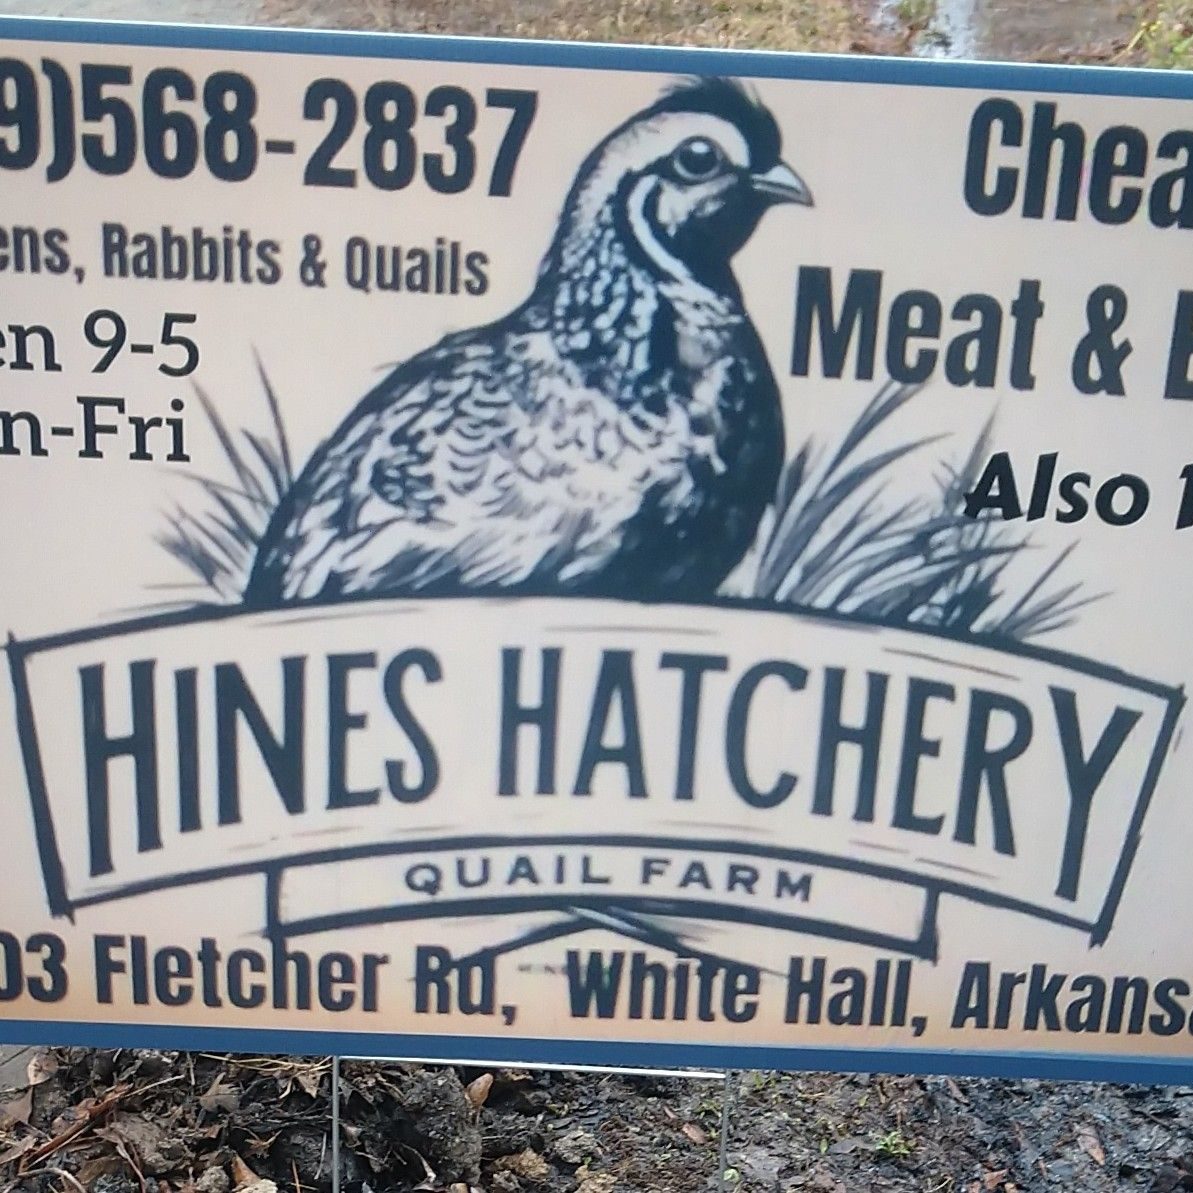 9)568-2837
ens, Rabbits & Quails
en 9-5
n-Fri
Chea
Meat &
Also
HINES HATCHERY
QUAIL FARM
03 Fletcher Rd, White Hall, Arkansa